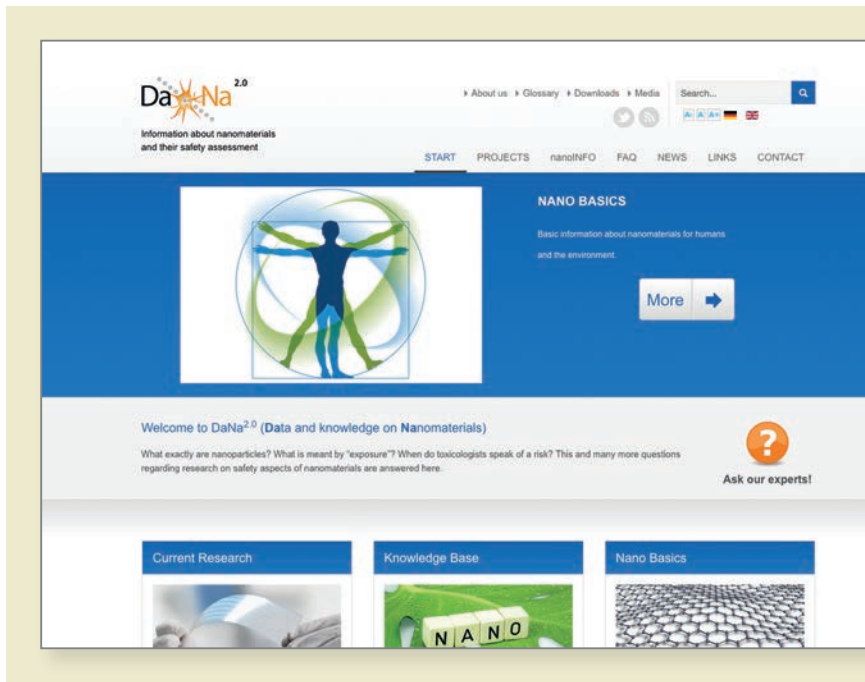 DaNa 2.0
Information about nanomaterials
and their safety assessment
About us Glossary Downloads Media
Search...
A- A A+
START PROJECTS nanoINFO FAQ NEWS LINKS CONTACT
NANO BASICS
Basic information about nanomaterials for humans
and the environment.
More
Welcome to DaNa2.0 (Data and knowledge on Nanomaterials)
What exactly are nanoparticles? What is meant by "exposure"? When do toxicologists speak of a risk? This and many more questions
regarding research on safety aspects of nanomaterials are answered here.
?
Ask our experts!
Current Research
Knowledge Base
Nano Basics
NANO